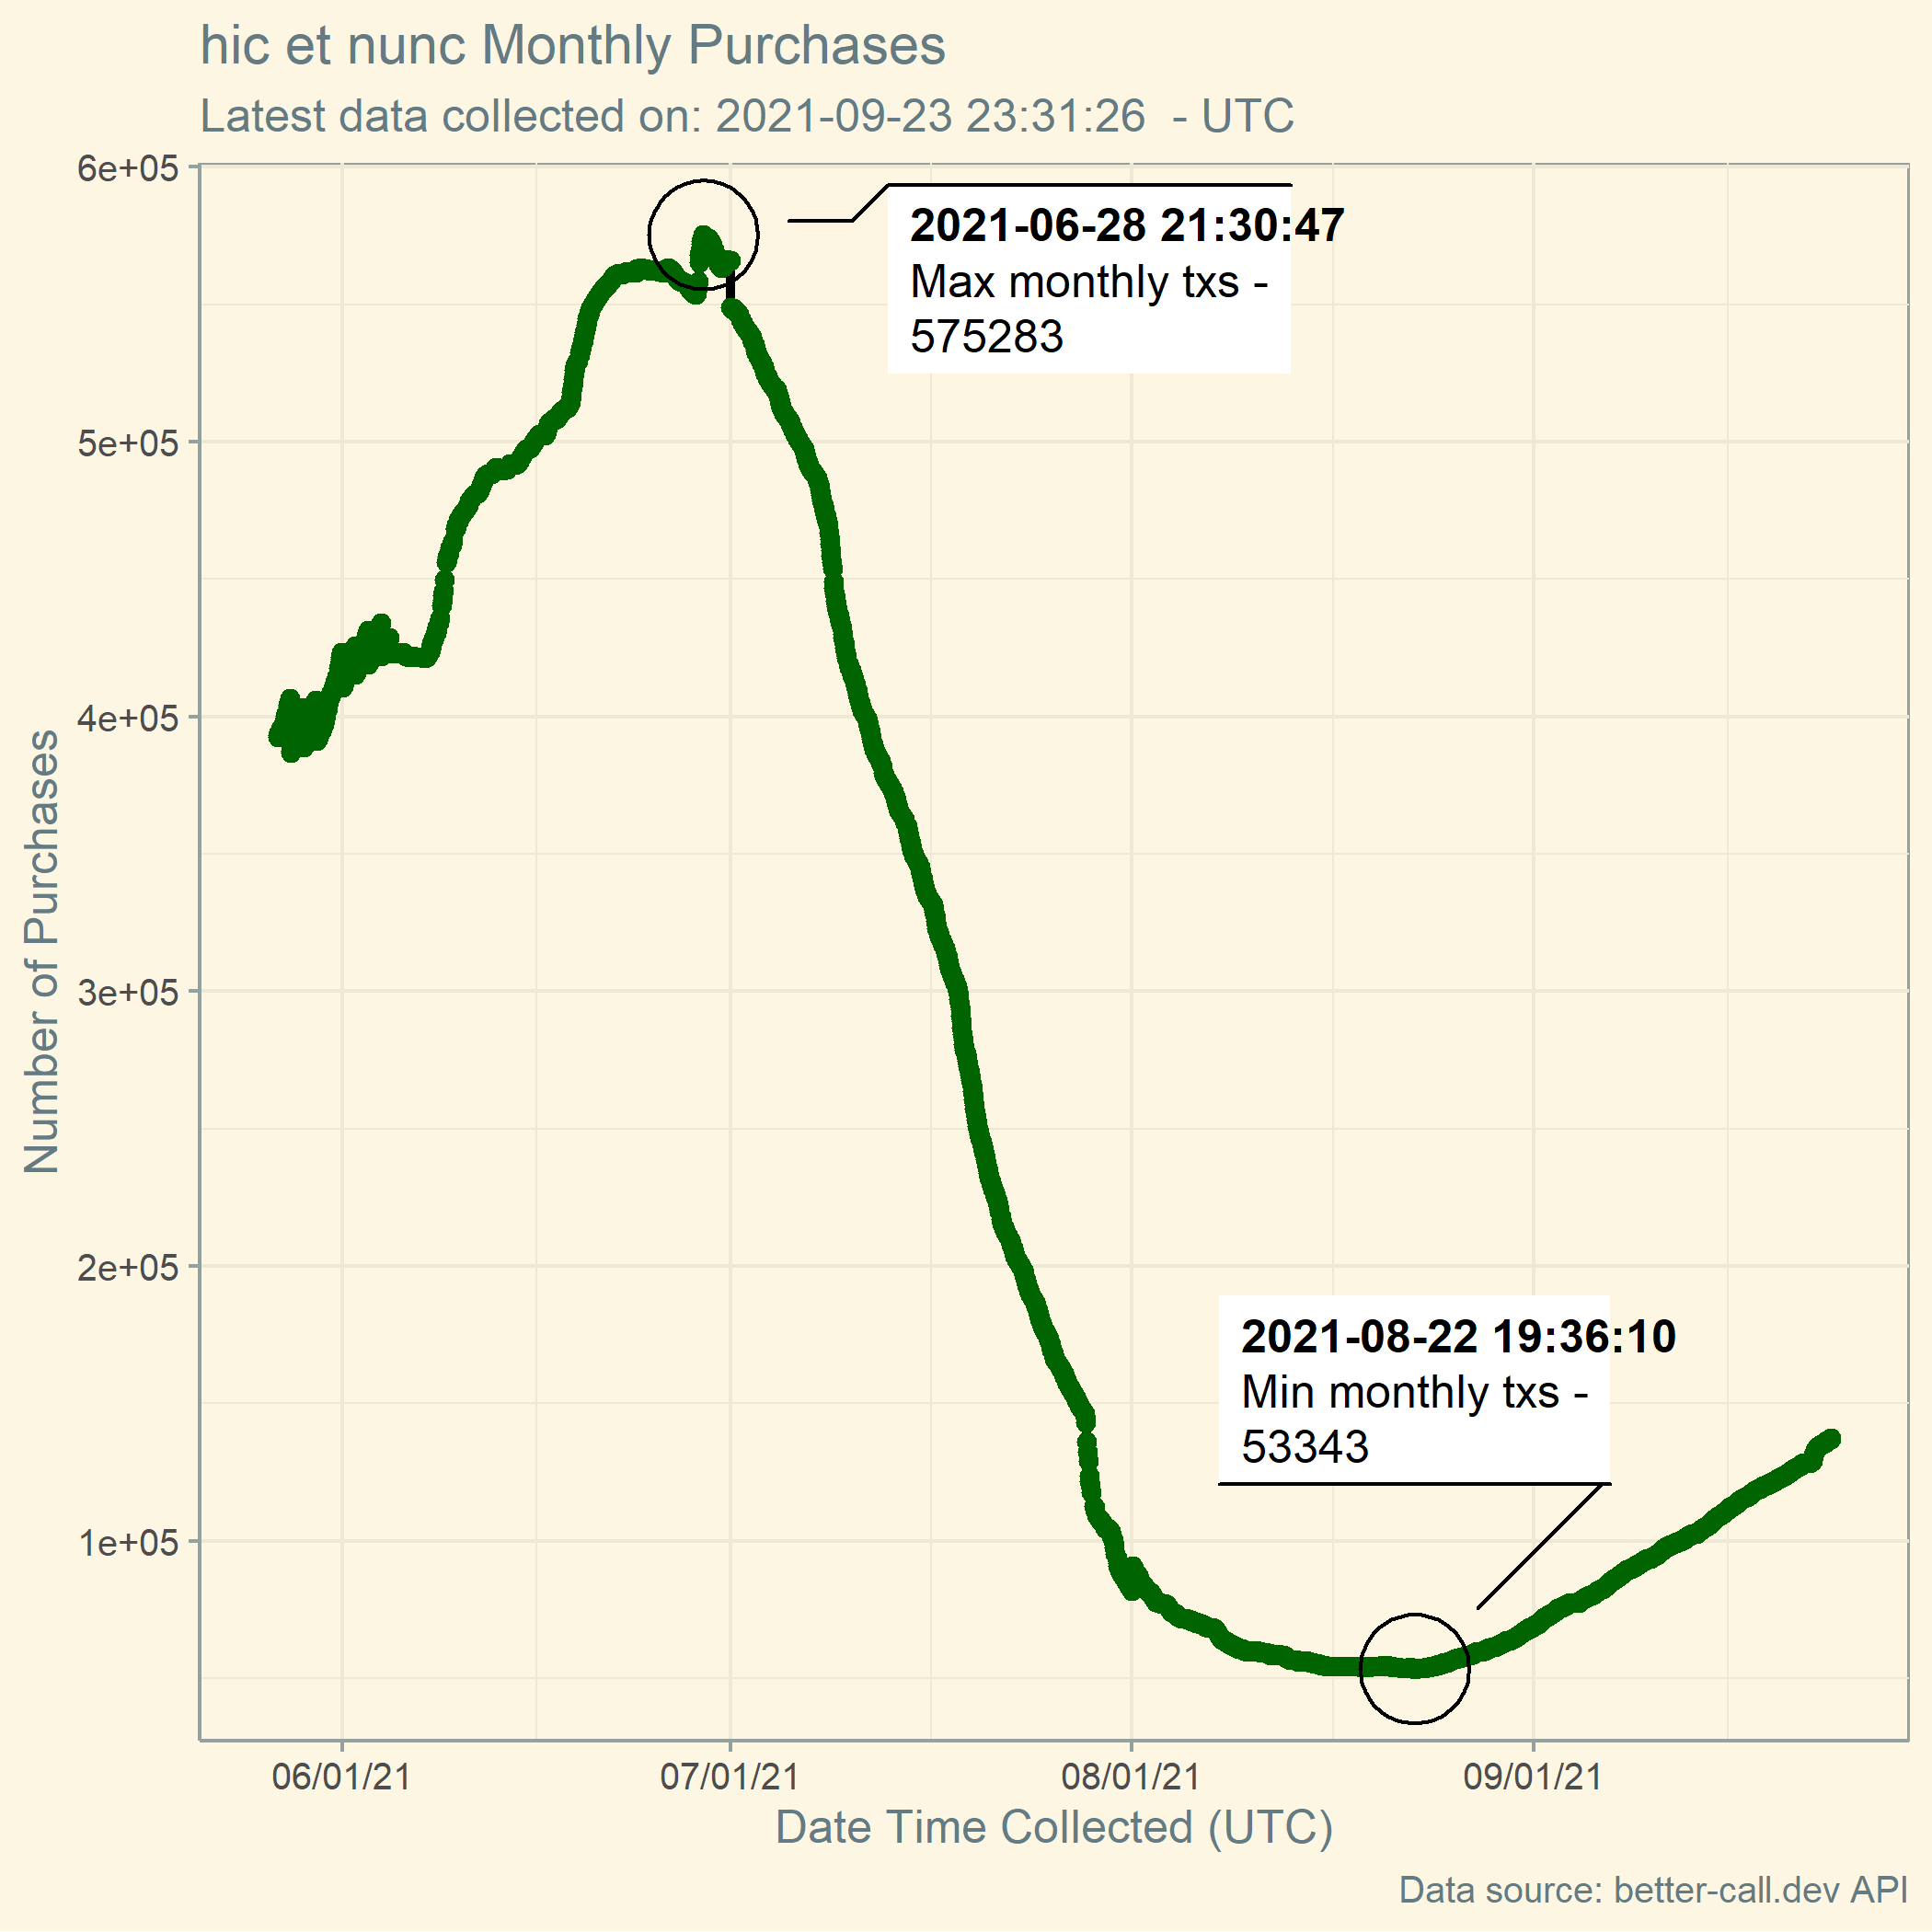 hic et nunc Monthly Purchases
Latest data collected on: 2021-09-23 23:31:26  - UTC
6e+05
5e+05
4e+05
3e+05
2e+05
1e+05
Number of Purchases
2021-06-28 21:30:47
Max monthly txs -
575283
2021-08-22 19:36:10
Min monthly txs -
53343
06/01/21
07/01/21
08/01/21
09/01/21
Date Time Collected (UTC)
Data source: better-call.dev API